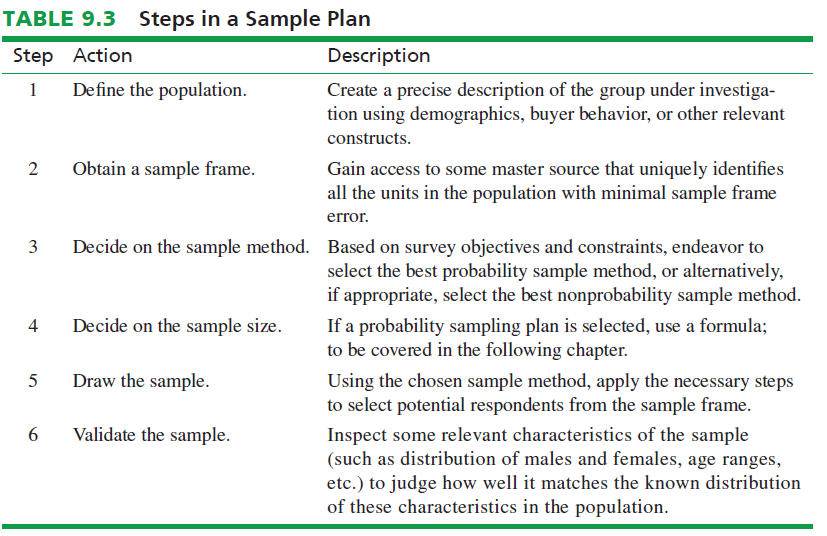 TABLE 9.3 Steps in a Sample Plan
Step Action Description
1 Define the population. Create a precise description of the group under investiga-
tion using demographics, buyer behavior, or other relevant
constructs.
2 Obtain a sample frame. Gain access to some master source that uniquely identifies
all the units in the population with minimal sample frame
error.
3 Decide on the sample method. Based on survey objectives and constraints, endeavor to
select the best probability sample method, or alternatively,
if appropriate, select the best nonprobability sample method.
4 Decide on the sample size. If a probability sampling plan is selected, use a formula;
to be covered in the following chapter.
5 Draw the sample. Using the chosen sample method, apply the necessary steps
to select potential respondents from the sample frame.
6 Validate the sample. Inspect some relevant characteristics of the sample
(such as distribution of males and females, age ranges,
etc.) to judge how well it matches the known distribution
of these characteristics in the population.